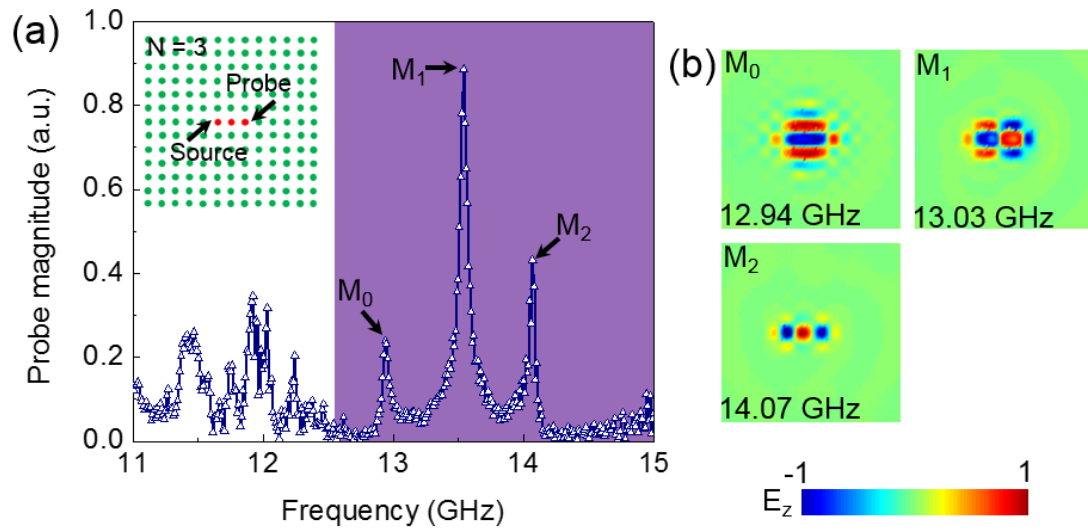 (a)
1.0
0.8
0.6
0.4
0.2
0.0
Probe magnitude (a.u.)
N = 3
Probe
Source
M₀
M₁
M₂
11
12
13
14
15
Frequency (GHz)
(b)
M₀
12.94 GHz
M₁
13.03 GHz
M₂
14.07 GHz
-1
1
E_z